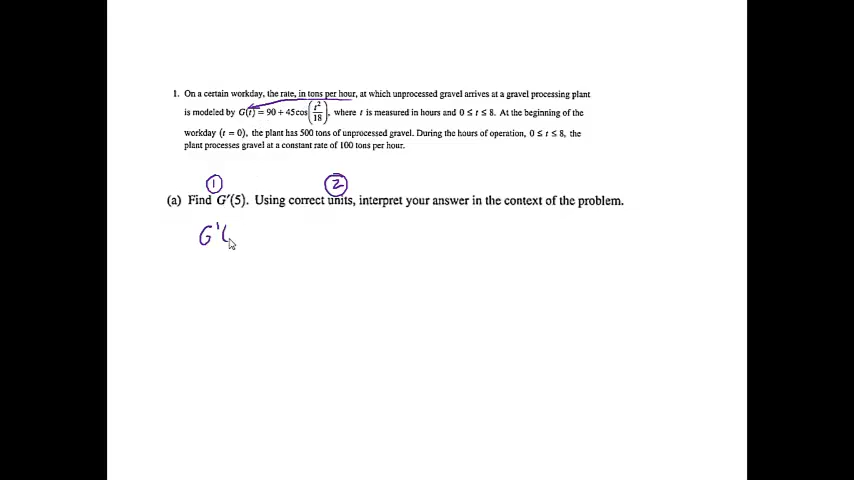 1. On a certain workday, the rate, in tons per hour, at which unprocessed gravel arrives at a gravel processing plant
is modeled by G(t) = 90 + 45cos(t²/18), where t is measured in hours and 0 ≤ t ≤ 8. At the beginning of the
workday (t = 0), the plant has 500 tons of unprocessed gravel. During the hours of operation, 0 ≤ t ≤ 8, the
plant processes gravel at a constant rate of 100 tons per hour.
① ②
(a) Find G′(5). Using correct units, interpret your answer in the context of the problem.
G'(